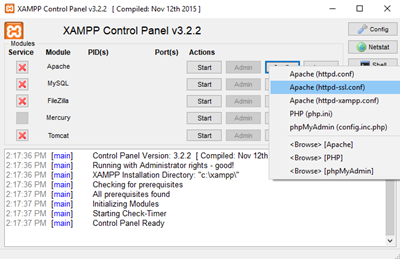 XAMPP Control Panel v3.2.2 [ Compiled: Nov 12th 2015 ]
XAMPP Control Panel v3.2.2
Config
Netstat
Shell
Modules
Service Module PID(s) Port(s) Actions
Apache Start Admin
MySQL Start Admin
FileZilla Start Admin
Mercury Start Admin
Tomcat Start Admin
Apache (httpd.conf)
Apache (httpd-ssl.conf)
Apache (httpd-xampp.conf)
PHP (php.ini)
phpMyAdmin (config.inc.php)
<Browse> [Apache]
<Browse> [PHP]
<Browse> [phpMyAdmin]
2:17:36 PM [main] Control Panel Version: 3.2.2 [ Compiled: Nov 12th
2:17:36 PM [main] Running with Administrator rights - good!
2:17:36 PM [main] XAMPP Installation Directory: "c:\xampp\"
2:17:36 PM [main] Checking for prerequisites
2:17:37 PM [main] All prerequisites found
2:17:37 PM [main] Initializing Modules
2:17:37 PM [main] Starting Check-Timer
2:17:37 PM [main] Control Panel Ready